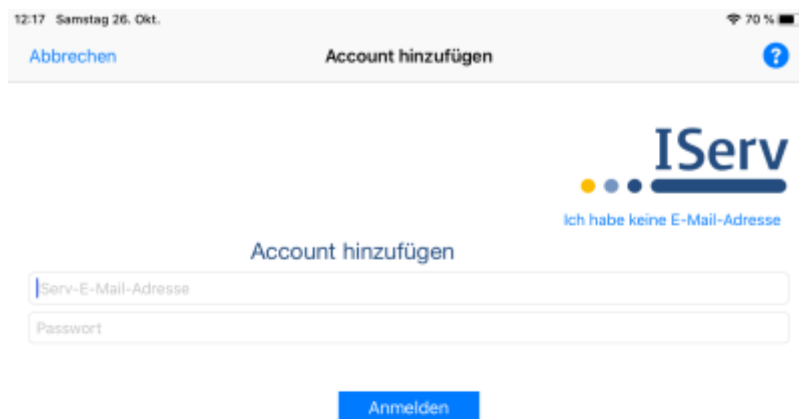 12:17 Samstag 26. Okt.
70 %
Abbrechen
Account hinzufügen
?
IServ
Ich habe keine E-Mail-Adresse
Account hinzufügen
IServ-E-Mail-Adresse
Passwort
Anmelden